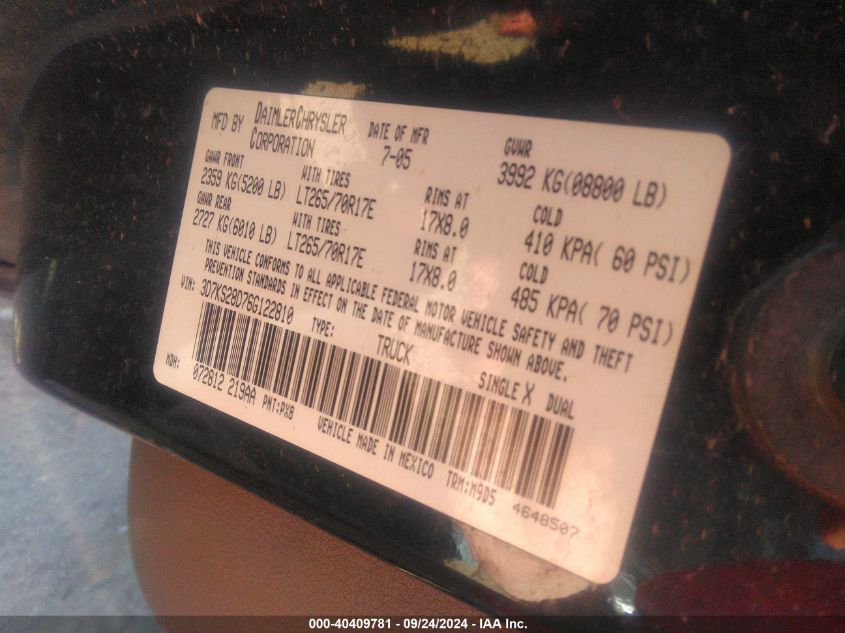 MFD BY DAIMLERCHRYSLER CORPORATION
DATE OF MFR 7-05
GVWR 3992 KG(08800 LB)
GAWR FRONT
2359 KG(5200 LB)
WITH TIRES
LT265/70R17E
RIMS AT
17X8.0
COLD
410 KPA( 60 PSI)
GAWR REAR
2727 KG(6010 LB)
WITH TIRES
LT265/70R17E
RIMS AT
17X8.0
COLD
485 KPA( 70 PSI)
THIS VEHICLE CONFORMS TO ALL APPLICABLE FEDERAL MOTOR VEHICLE SAFETY AND THEFT
PREVENTION STANDARDS IN EFFECT ON THE DATE OF MANUFACTURE SHOWN ABOVE.
VIN: 3D7KS28D76G122810 TYPE: TRUCK SINGLE X DUAL
MDH: 072812 219AA PNT:PX8
VEHICLE MADE IN MEXICO TRM:M9D5 4648507
000-40409781 - 09/24/2024 - IAA Inc.